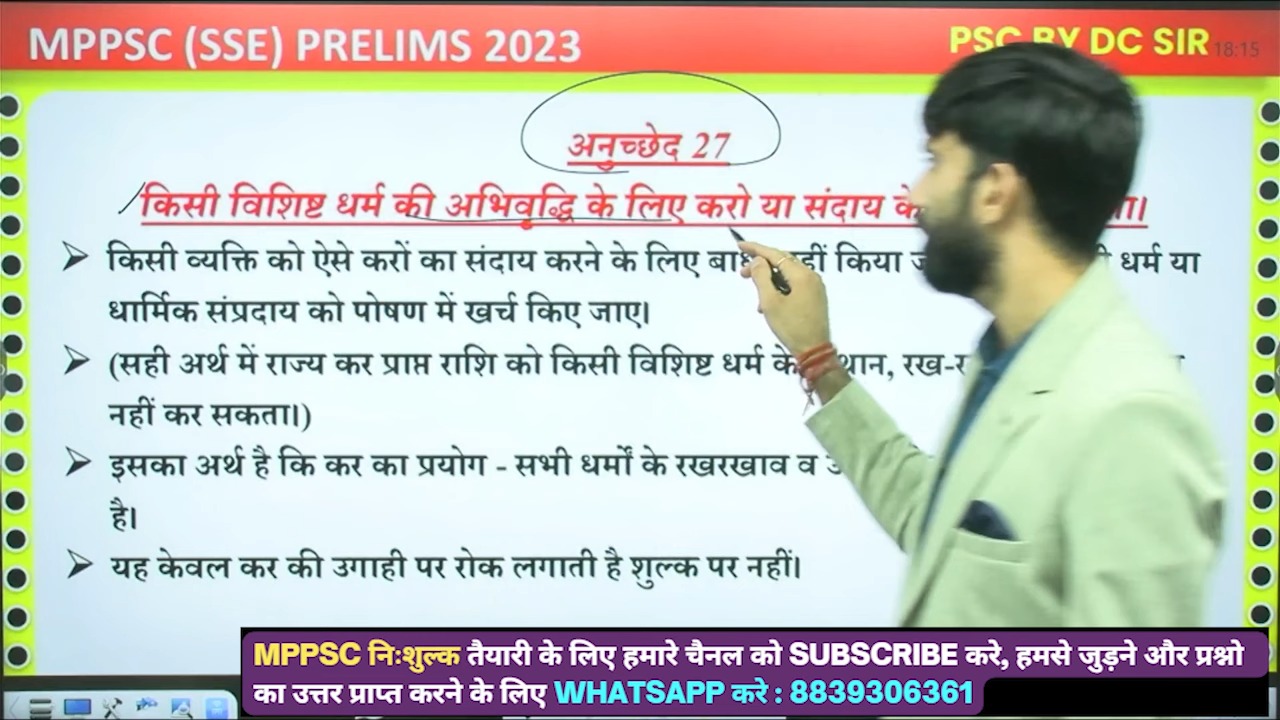 MPPSC (SSE) PRELIMS 2023
PSC BY DC SIR
18:15
अनुच्छेद 27
किसी विशिष्ट धर्म की अभिवृद्धि के लिए करो या संदाय के
किसी व्यक्ति को ऐसे करों का संदाय करने के लिए किया धर्म या
धार्मिक संप्रदाय को पोषण में खर्च किए जाए।
(सही अर्थ में राज्य कर प्राप्त राशि को किसी विशिष्ट धर्म के
नहीं कर सकता।)
इसका अर्थ है कि कर का प्रयोग - सभी धर्मों के रखरखाव व
है।
यह केवल कर की उगाही पर रोक लगाती है शुल्क पर नहीं।
MPPSC निःशुल्क तैयारी के लिए हमारे चैनल को SUBSCRIBE करे, हमसे जुड़ने और प्रश्नो
का उत्तर प्राप्त करने के लिए WHATSAPP करे : 8839306361